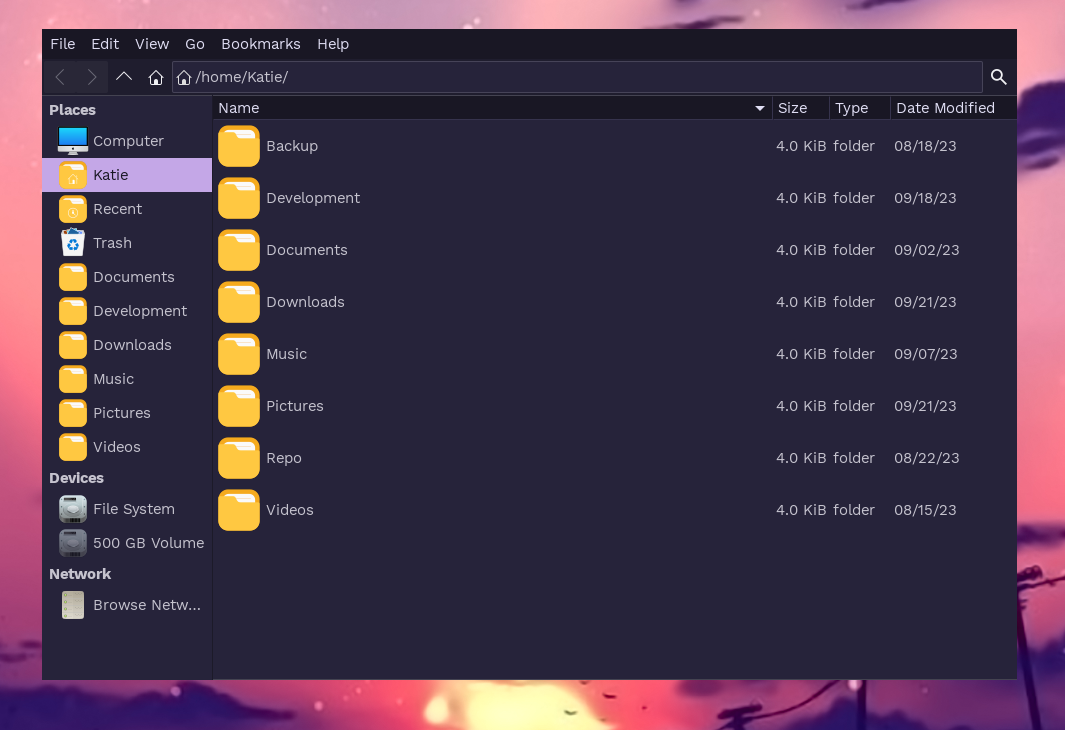 File Edit View Go Bookmarks Help
/home/Katie/
Places
Computer
Katie
Recent
Trash
Documents
Development
Downloads
Music
Pictures
Videos
Devices
File System
500 GB Volume
Network
Browse Netw...
Name Size Type Date Modified
Backup 4.0 KiB folder 08/18/23
Development 4.0 KiB folder 09/18/23
Documents 4.0 KiB folder 09/02/23
Downloads 4.0 KiB folder 09/21/23
Music 4.0 KiB folder 09/07/23
Pictures 4.0 KiB folder 09/21/23
Repo 4.0 KiB folder 08/22/23
Videos 4.0 KiB folder 08/15/23